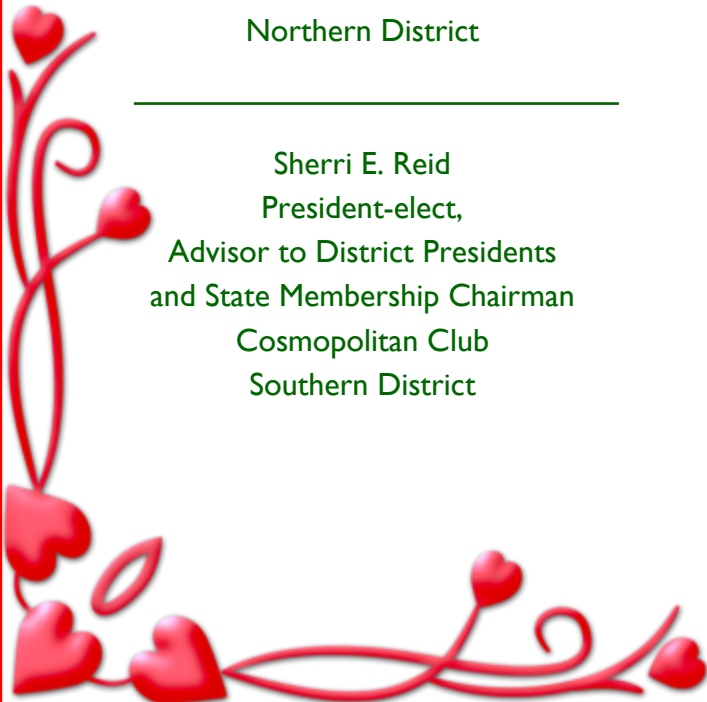 Northern District
Sherri E. Reid
President-elect,
Advisor to District Presidents
and State Membership Chairman
Cosmopolitan Club
Southern District